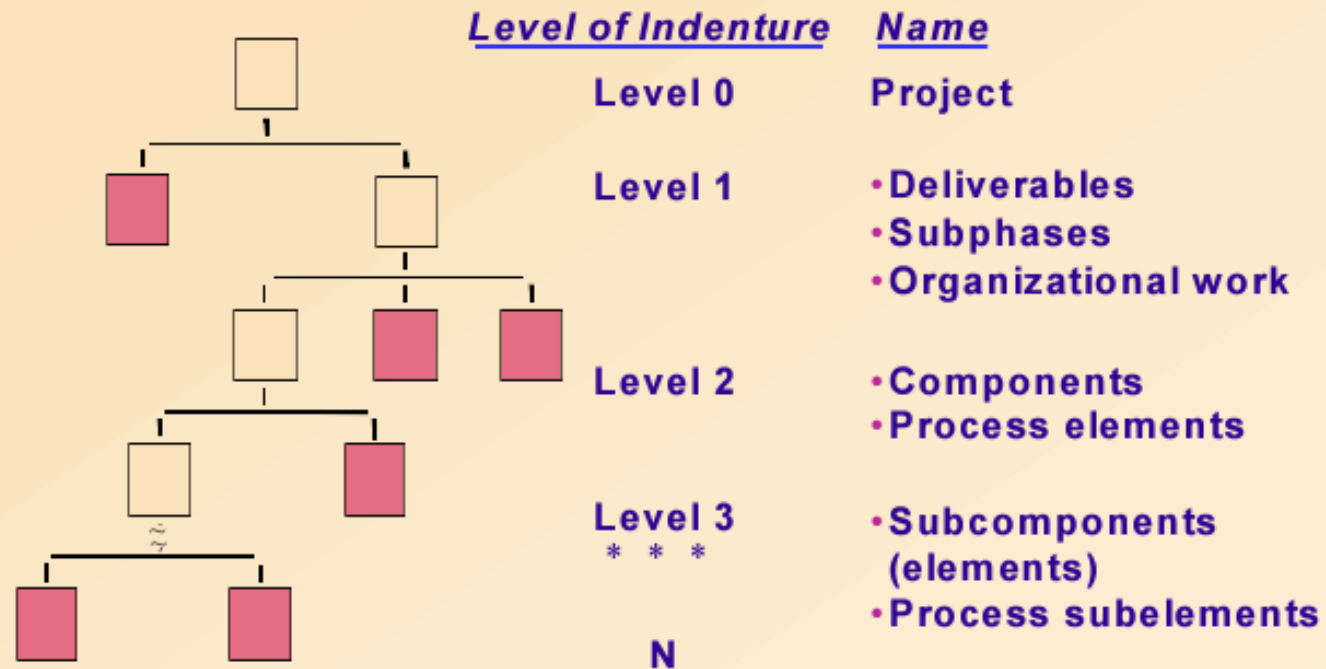 Level of Indenture Name
Level 0 Project
Level 1 •Deliverables
•Subphases
•Organizational work
Level 2 •Components
•Process elements
Level 3 •Subcomponents
* * * (elements)
•Process subelements
N